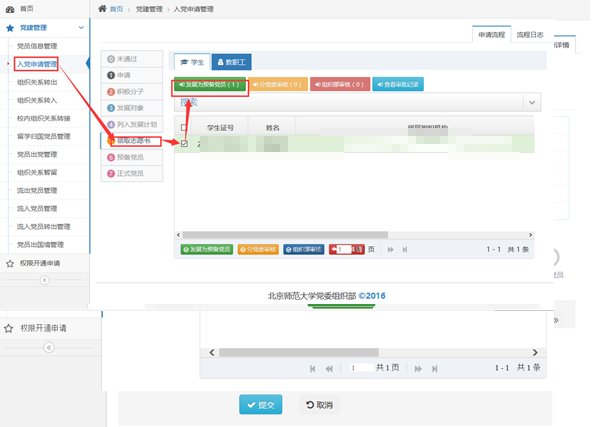 首页
党建管理
党员信息管理
入党申请管理
组织关系转出
组织关系转入
校内组织关系转接
留学归国党员管理
党员出党管理
组织关系暂留
流出党员管理
流入党员管理
流入党员转出管理
党员出国境管理
权限开通申请
首页 > 党建管理 > 入党申请管理
申请流程 流程日志
详情
0 未通过
1 申请
2 积极分子
3 发展对象
4 列入发展计划
领取志愿书
6 预备党员
7 正式党员
学生 教职工
发展为预备党员 ( 1 ) 分党委审核 ( 0 ) 组织部审核 ( 0 ) 查看审批记录
搜索
学生证号 姓名
发展为预备党员 分党委审核 组织部审核 1 页 1 - 1 共 1 条
北京师范大学党委组织部 ©2016
党员
权限开通申请
1 共 1 页 1 - 1 共 1 条
提交 取消